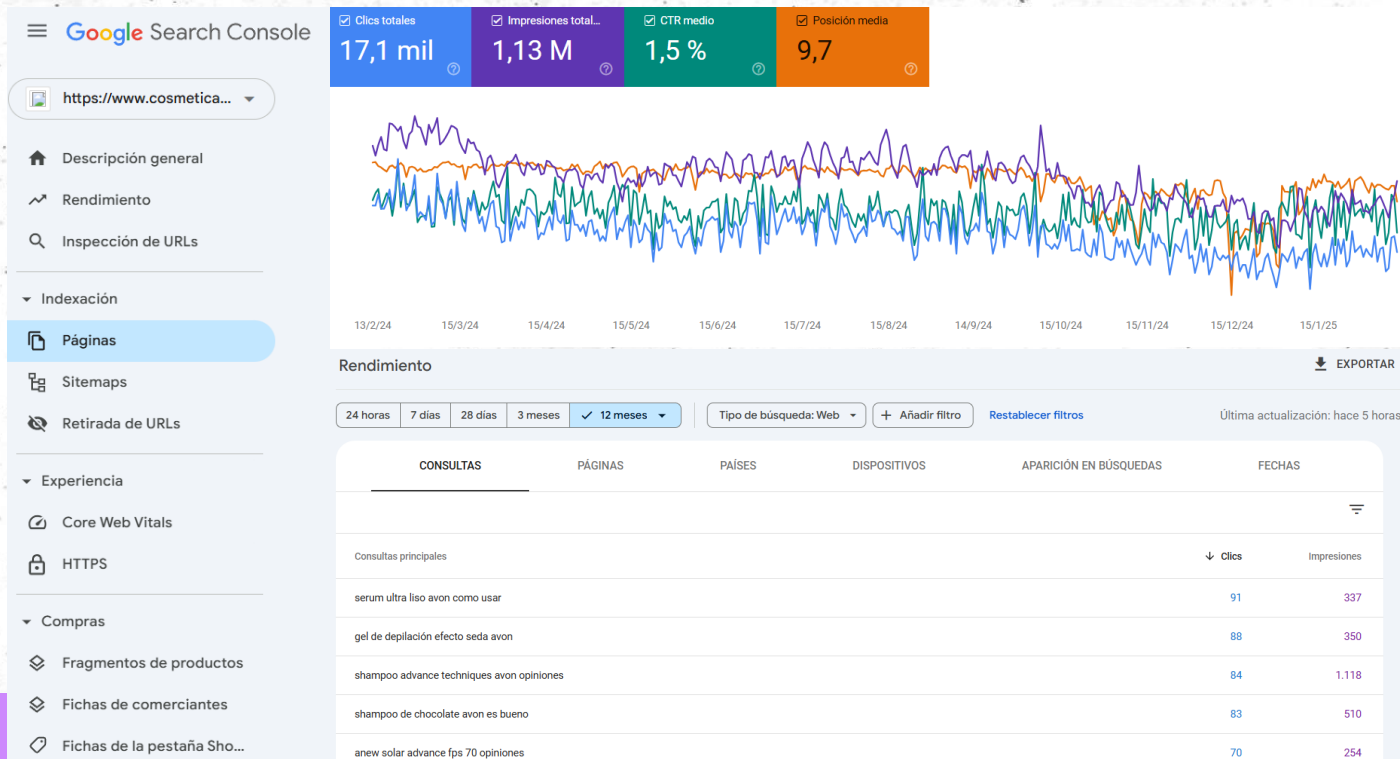 Google Search Console
https://www.cosmetica...
Descripción general
Rendimiento
Inspección de URLs
Indexación
Páginas
Sitemaps
Retirada de URLs
Experiencia
Core Web Vitals
HTTPS
Compras
Fragmentos de productos
Fichas de comerciantes
Fichas de la pestaña Sho...
Clics totales Impresiones total... CTR medio Posición media
17,1 mil 1,13 M 1,5 % 9,7
13/2/24 15/3/24 15/4/24 15/5/24 15/6/24 15/7/24 15/8/24 14/9/24 15/10/24 15/11/24 15/12/24 15/1/25
Rendimiento EXPORTAR
24 horas 7 días 28 días 3 meses 12 meses Tipo de búsqueda: Web Añadir filtro Restablecer filtros Última actualización: hace 5 horas
CONSULTAS PÁGINAS PAÍSES DISPOSITIVOS APARICIÓN EN BÚSQUEDAS FECHAS
Consultas principales Clics Impresiones
serum ultra liso avon como usar 91 337
gel de depilación efecto seda avon 88 350
shampoo advance techniques avon opiniones 84 1.118
shampoo de chocolate avon es bueno 83 510
anew solar advance fps 70 opiniones 70 254